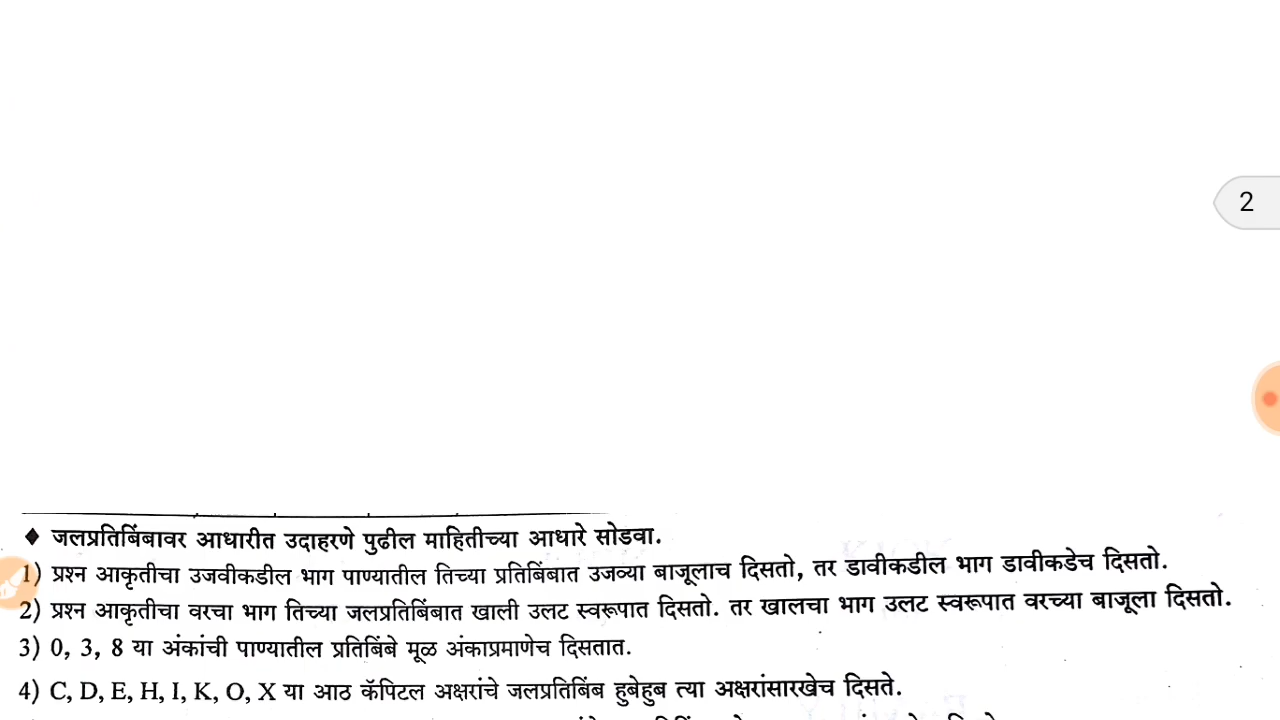 2
♦ जलप्रतिबिंबावर आधारीत उदाहरणे पुढील माहितीच्या आधारे सोडवा.
1) प्रश्न आकृतीचा उजवीकडील भाग पाण्यातील तिच्या प्रतिबिंबात उजव्या बाजूलाच दिसतो, तर डावीकडील भाग डावीकडेच दिसतो.
2) प्रश्न आकृतीचा वरचा भाग तिच्या जलप्रतिबिंबात खाली उलट स्वरूपात दिसतो. तर खालचा भाग उलट स्वरूपात वरच्या बाजूला दिसतो.
3) 0, 3, 8 या अंकांची पाण्यातील प्रतिबिंबे मूळ अंकाप्रमाणेच दिसतात.
4) C, D, E, H, I, K, O, X या आठ कॅपिटल अक्षरांचे जलप्रतिबिंब हुबेहुब त्या अक्षरांसारखेच दिसते.